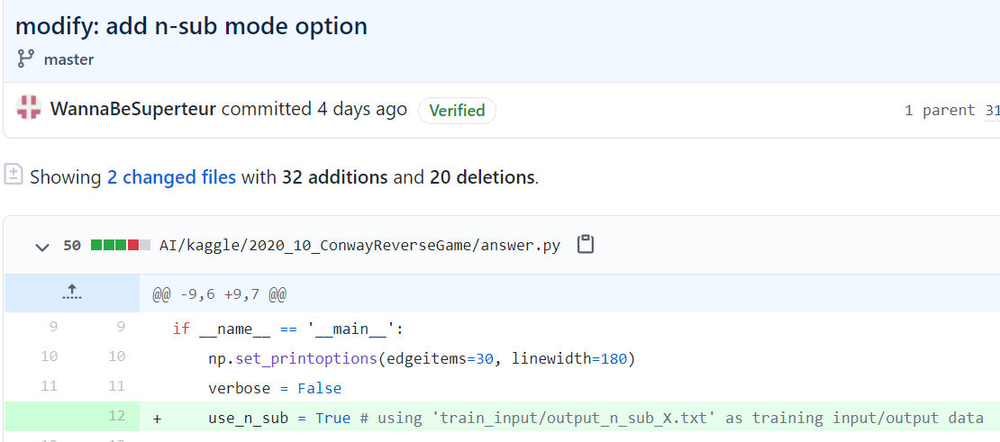 modify: add n-sub mode option
master
WannaBeSuperteur committed 4 days ago Verified 1 parent 31
Showing 2 changed files with 32 additions and 20 deletions.
50 AI/kaggle/2020_10_ConwayReverseGame/answer.py
@@ -9,6 +9,7 @@
9 9 if __name__ == '__main__':
10 10 np.set_printoptions(edgeitems=30, linewidth=180)
11 11 verbose = False
12 + use_n_sub = True # using 'train_input/output_n_sub_X.txt' as training input/output data